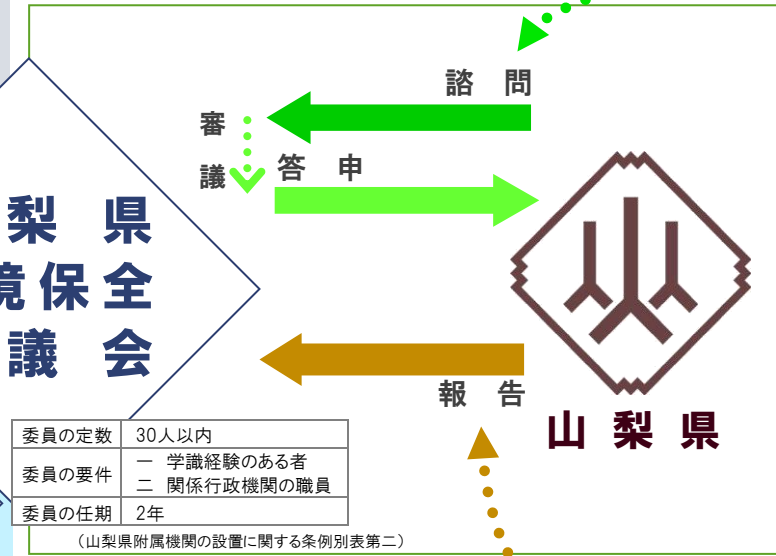 諮 問
審
議
答 申
梨 県
境 保 全
議 会
報 告
山 梨 県
委員の定数 30人以内
委員の要件 一 学識経験のある者
二 関係行政機関の職員
委員の任期 2年
(山梨県附属機関の設置に関する条例別表第二)